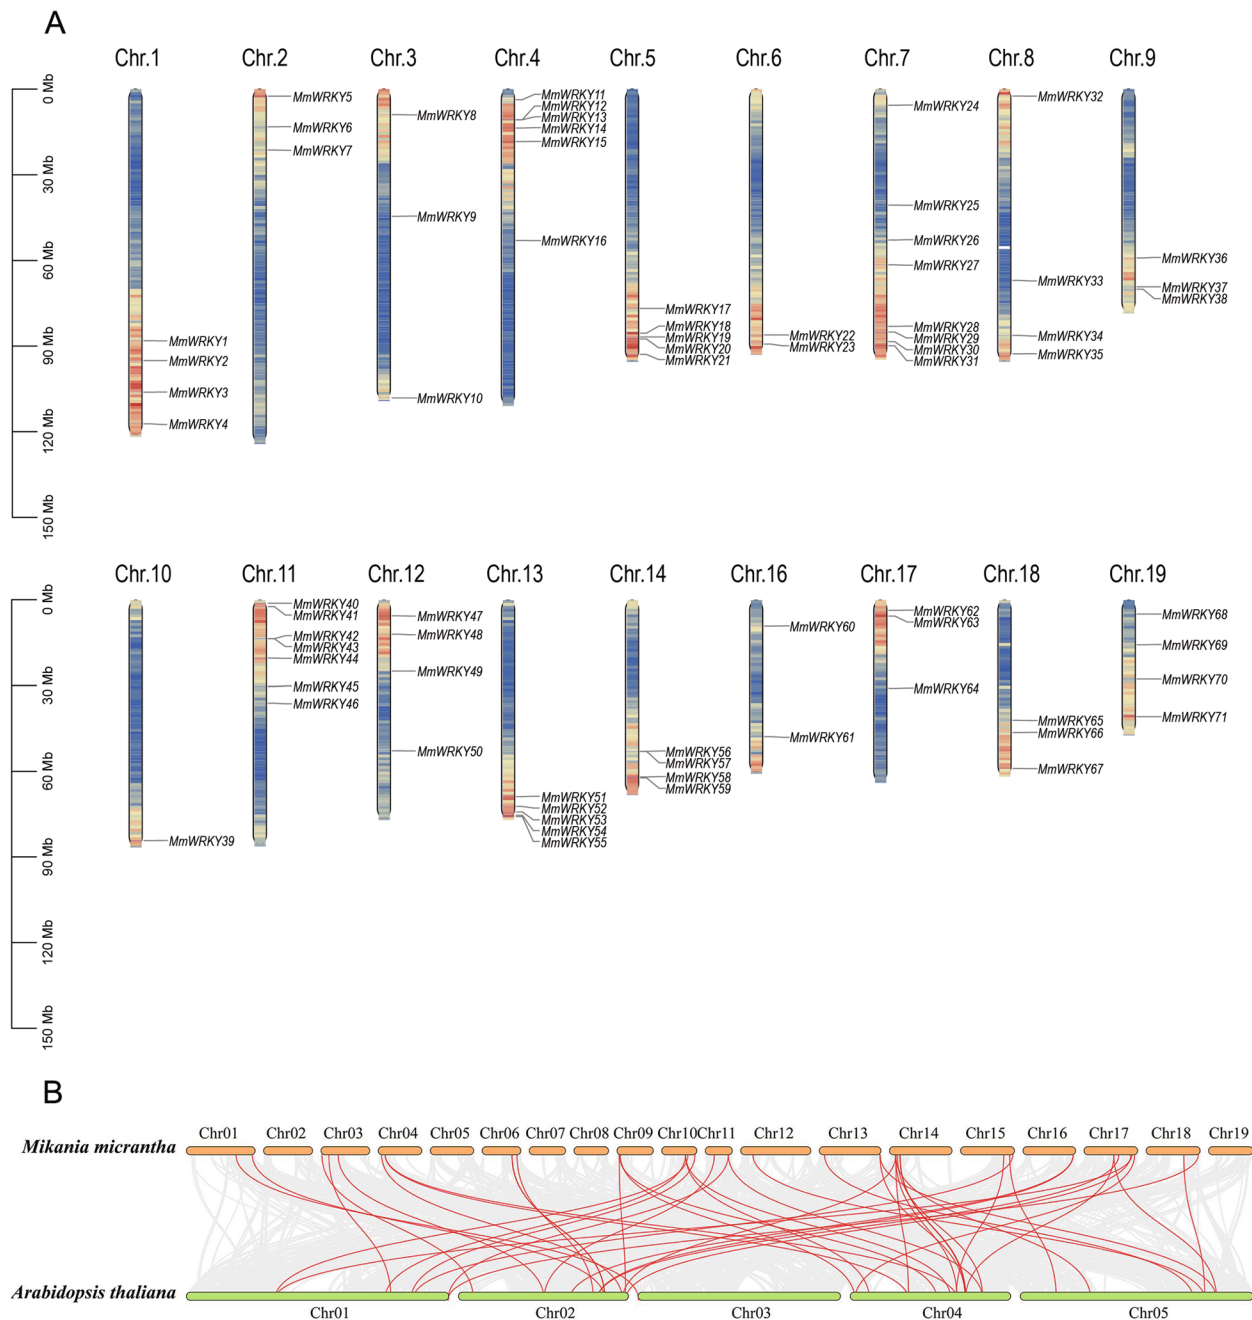 A
Chr.1 Chr.2 Chr.3 Chr.4 Chr.5 Chr.6 Chr.7 Chr.8 Chr.9
0 Mb
30 Mb
60 Mb
90 Mb
120 Mb
150 Mb
MmWRKY1
MmWRKY2
MmWRKY3
MmWRKY4
MmWRKY5
MmWRKY6
MmWRKY7
MmWRKY8
MmWRKY9
MmWRKY10
MmWRKY11
MmWRKY12
MmWRKY13
MmWRKY14
MmWRKY15
MmWRKY16
MmWRKY17
MmWRKY18
MmWRKY19
MmWRKY20
MmWRKY21
MmWRKY22
MmWRKY23
MmWRKY24
MmWRKY25
MmWRKY26
MmWRKY27
MmWRKY28
MmWRKY29
MmWRKY30
MmWRKY31
MmWRKY32
MmWRKY33
MmWRKY34
MmWRKY35
MmWRKY36
MmWRKY37
MmWRKY38
Chr.10 Chr.11 Chr.12 Chr.13 Chr.14 Chr.16 Chr.17 Chr.18 Chr.19
0 Mb
30 Mb
60 Mb
90 Mb
120 Mb
150 Mb
MmWRKY39
MmWRKY40
MmWRKY41
MmWRKY42
MmWRKY43
MmWRKY44
MmWRKY45
MmWRKY46
MmWRKY47
MmWRKY48
MmWRKY49
MmWRKY50
MmWRKY51
MmWRKY52
MmWRKY53
MmWRKY54
MmWRKY55
MmWRKY56
MmWRKY57
MmWRKY58
MmWRKY59
MmWRKY60
MmWRKY61
MmWRKY62
MmWRKY63
MmWRKY64
MmWRKY65
MmWRKY66
MmWRKY67
MmWRKY68
MmWRKY69
MmWRKY70
MmWRKY71
B
Chr01 Chr02 Chr03 Chr04 Chr05 Chr06 Chr07 Chr08 Chr09 Chr10 Chr11 Chr12 Chr13 Chr14 Chr15 Chr16 Chr17 Chr18 Chr19
Mikania micrantha
Arabidopsis thaliana
Chr01 Chr02 Chr03 Chr04 Chr05